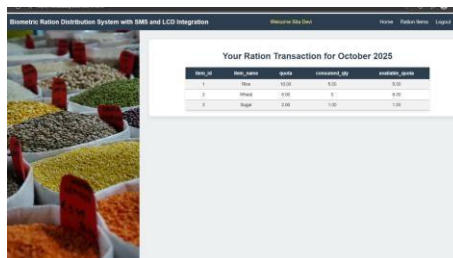 Biometric Ration Distribution System with SMS and LCD Integration Welcome Sita Devi Home Ration Items Logout
Your Ration Transaction for October 2025
item_id item_name quota consumed_qty available_quota
1 Rice 10.00 5.00 5.00
2 Wheat 0
3 Sugar 2.00 1.00 1.00